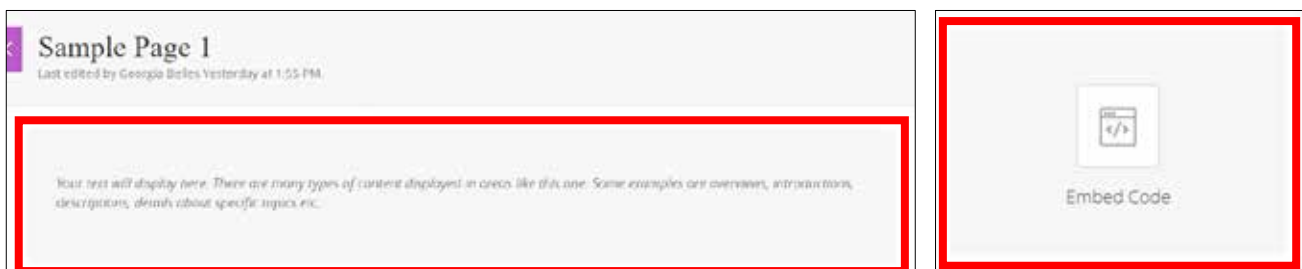 Sample Page 1
Last edited by Georgia Belles Yesterday at 1:55 PM.
Your text will display here. There are many types of content displayed in areas like this one. Some examples are overviews, introductions,
descriptions, details about specific topics etc.
</>
Embed Code